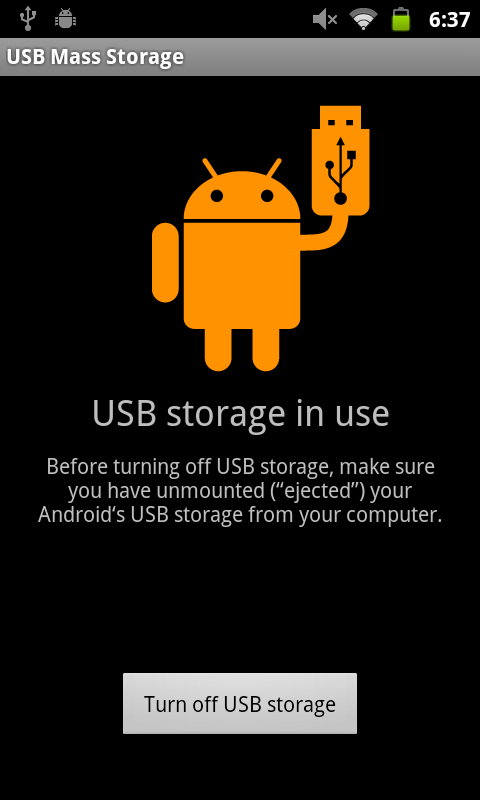 6:37
USB Mass Storage
USB storage in use
Before turning off USB storage, make sure
you have unmounted (“ejected”) your
Android‘s USB storage from your computer.
Turn off USB storage